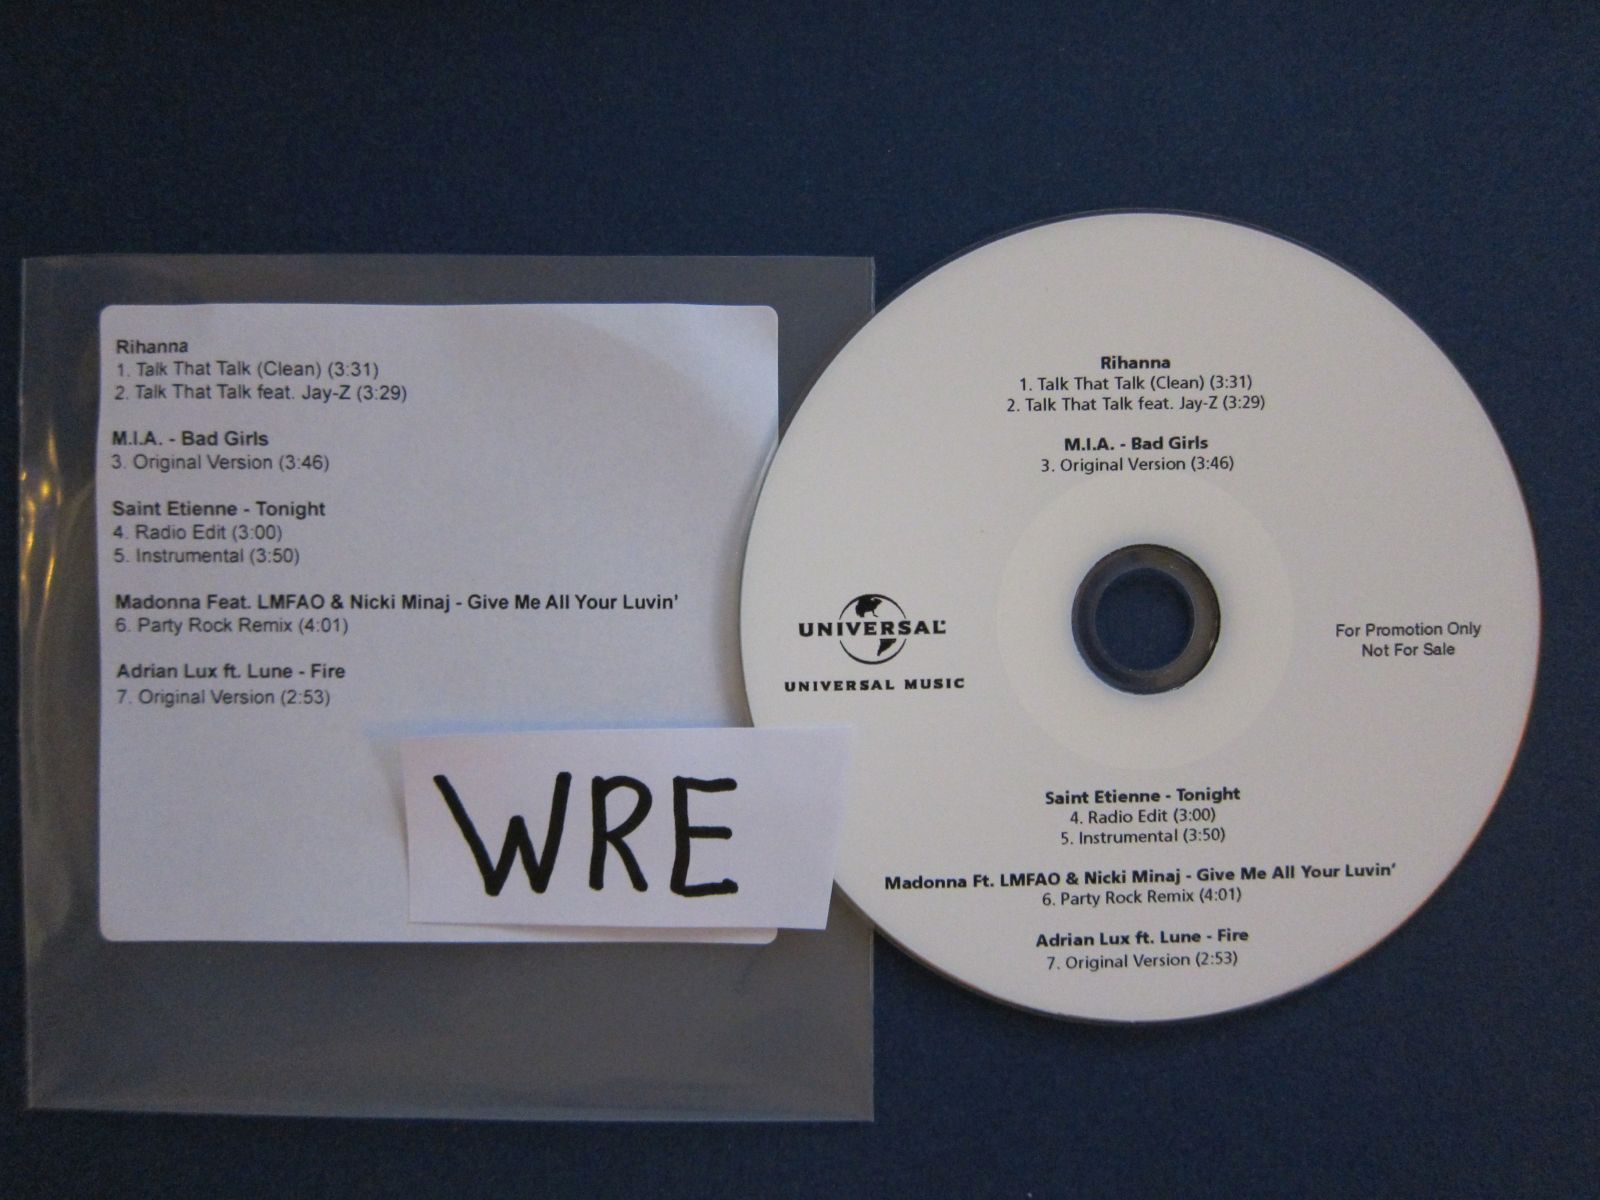 Rihanna
1. Talk That Talk (Clean) (3:31)
2. Talk That Talk feat. Jay-Z (3:29)
M.I.A. - Bad Girls
3. Original Version (3:46)
Saint Etienne - Tonight
4. Radio Edit (3:00)
5. Instrumental (3:50)
Madonna Feat. LMFAO & Nicki Minaj - Give Me All Your Luvin'
6. Party Rock Remix (4:01)
Adrian Lux ft. Lune - Fire
7. Original Version (2:53)
WRE
Rihanna
1. Talk That Talk (Clean) (3:31)
2. Talk That Talk feat. Jay-Z (3:29)
M.I.A. - Bad Girls
3. Original Version (3:46)
UNIVERSAL
UNIVERSAL MUSIC
For Promotion Only
Not For Sale
Saint Etienne - Tonight
4. Radio Edit (3:00)
5. Instrumental (3:50)
Madonna Ft. LMFAO & Nicki Minaj - Give Me All Your Luvin'
6. Party Rock Remix (4:01)
Adrian Lux ft. Lune - Fire
7. Original Version (2:53)